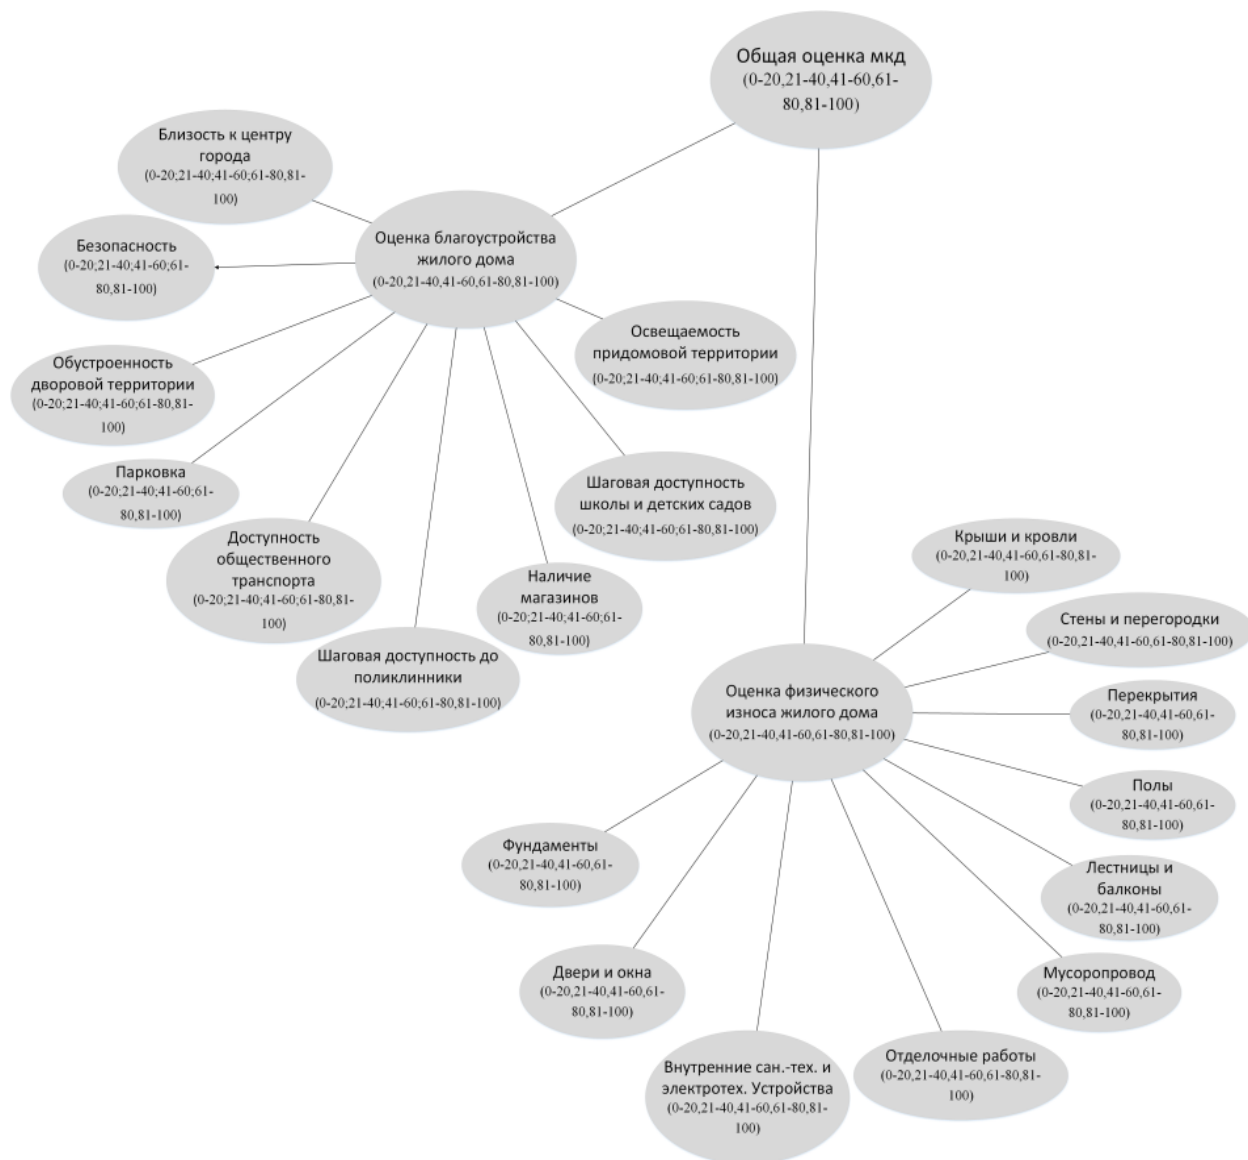 Общая оценка мкд
(0-20,21-40,41-60,61-
80,81-100)
Близость к центру
города
(0-20;21-40;41-60;61-80,81-
100)
Оценка благоустройства
жилого дома
(0-20,21-40,41-60,61-80,81-100)
Безопасность
(0-20;21-40;41-60;61-
80,81-100)
Освещаемость
придомовой территории
(0-20;21-40;41-60;61-80,81-100)
Обустроенность
дворовой территории
(0-20;21-40;41-60;61-80,81-
100)
Парковка
(0-20;21-40;41-60;61-
80,81-100)
Шаговая доступность
школы и детских садов
(0-20;21-40;41-60;61-80,81-100)
Доступность
общественного
транспорта
(0-20;21-40;41-60;61-80,81-
100)
Наличие
магазинов
(0-20;21-40;41-60;61-
80,81-100)
Шаговая доступность до
поликлинники
(0-20;21-40;41-60;61-80,81-100)
Крыши и кровли
(0-20,21-40,41-60,61-80,81-
100)
Стены и перегородки
(0-20,21-40,41-60,61-80,81-100)
Оценка физического
износа жилого дома
(0-20,21-40,41-60,61-80,81-100)
Перекрытия
(0-20,21-40,41-60,61-
80,81-100)
Полы
(0-20,21-40,41-60,61-
80,81-100)
Фундаменты
(0-20,21-40,41-60,61-
80,81-100)
Лестницы и
балконы
(0-20,21-40,41-60,61-
80,81-100)
Двери и окна
(0-20,21-40,41-60,61-
80,81-100)
Мусоропровод
(0-20,21-40,41-60,61-
80,81-100)
Внутренние сан.-тех. и
электротех. Устройства
(0-20,21-40,41-60,61-80,81-
100)
Отделочные работы
(0-20,21-40,41-60,61-80,81-
100)